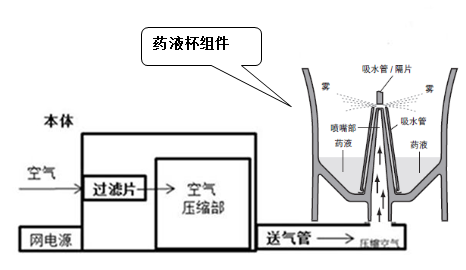 药液杯组件
吸水管/隔片
雾
雾
喷嘴部
吸水管
药液
药液
本体
空气
过滤片
空气
压缩部
网电源
送气管
压缩空气